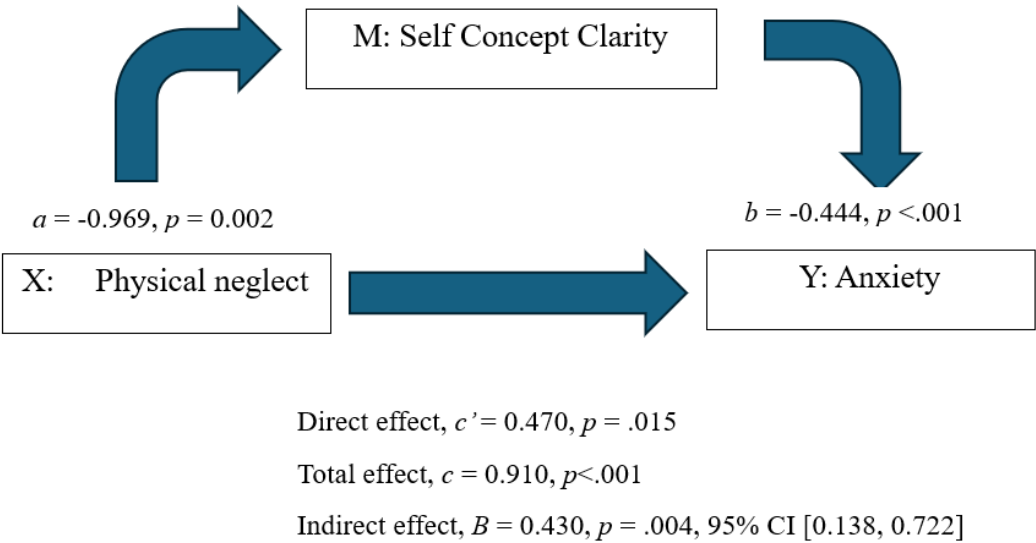 M: Self Concept Clarity
a = -0.969, p = 0.002
b = -0.444, p <.001
X: Physical neglect
Y: Anxiety
Direct effect, c’= 0.470, p = .015
Total effect, c = 0.910, p<.001
Indirect effect, B = 0.430, p = .004, 95% CI [0.138, 0.722]